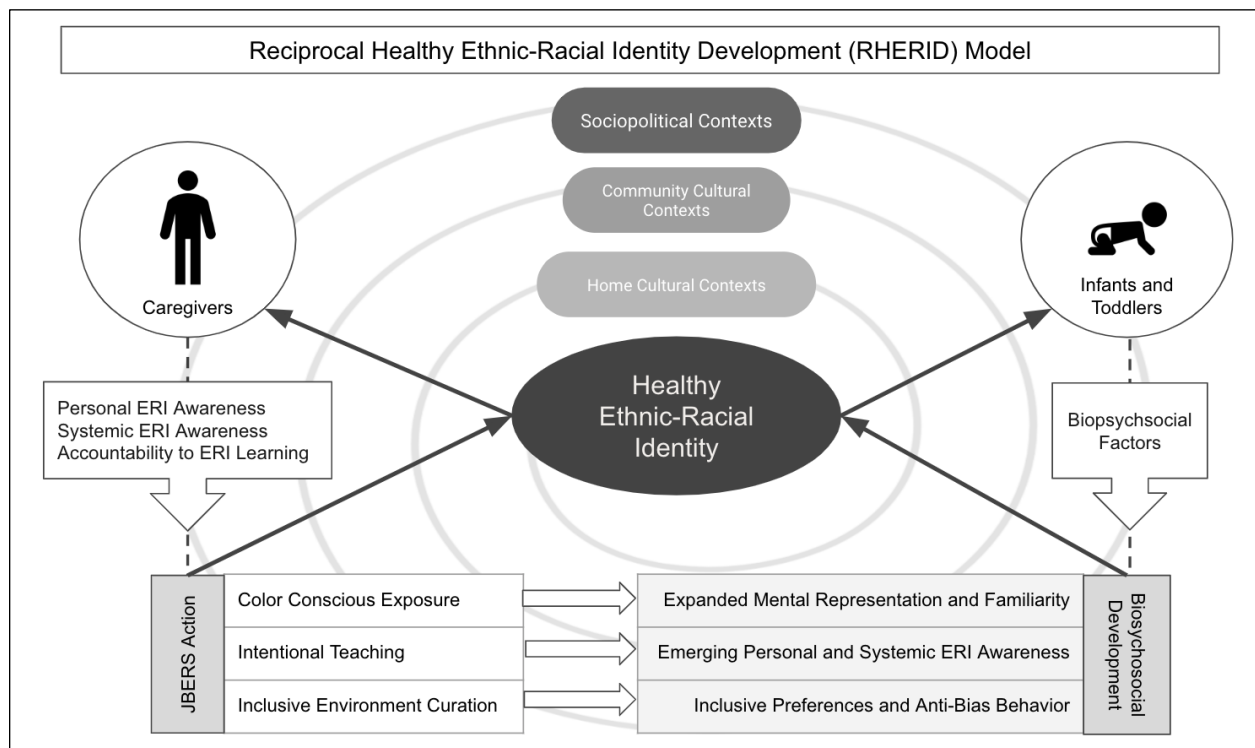 Reciprocal Healthy Ethnic-Racial Identity Development (RHERID) Model
Sociopolitical Contexts
Community Cultural
Contexts
Home Cultural Contexts
Caregivers
Infants and
Toddlers
Healthy
Ethnic-Racial
Identity
Personal ERI Awareness
Systemic ERI Awareness
Accountability to ERI Learning
Biopsychsocial
Factors
JBERS Action
Color Conscious Exposure
Intentional Teaching
Inclusive Environment Curation
Expanded Mental Representation and Familiarity
Emerging Personal and Systemic ERI Awareness
Inclusive Preferences and Anti-Bias Behavior
Biosychosocial
Development